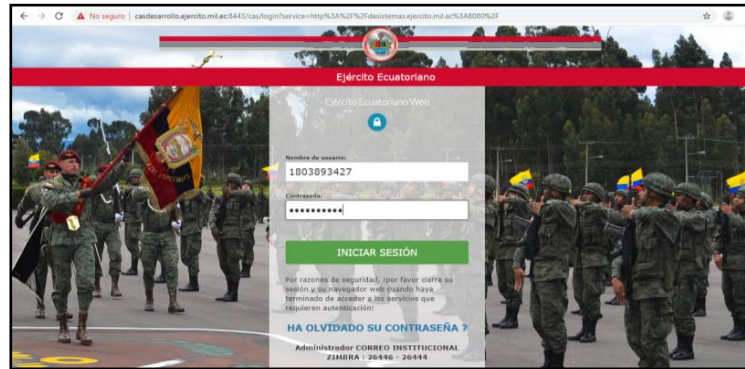 No seguro | casdesarrollo.ejercito.mil.ec:8443/cas/login?service=http%3A%2F%2Fdesistemas.ejercito.mil.ec%3A8080%2F
Ejército Ecuatoriano
Ejército Ecuatoriano Web
Nombre de usuario:
1803893427
Contraseña:
••••••••••
INICIAR SESIÓN
Por razones de seguridad, ¡por favor cierre su
sesión y su navegador web cuando haya
terminado de acceder a los servicios que
requieren autenticación!
HA OLVIDADO SU CONTRASEÑA ?
Administrador CORREO INSTITUCIONAL
ZIMBRA : 26446 - 26444